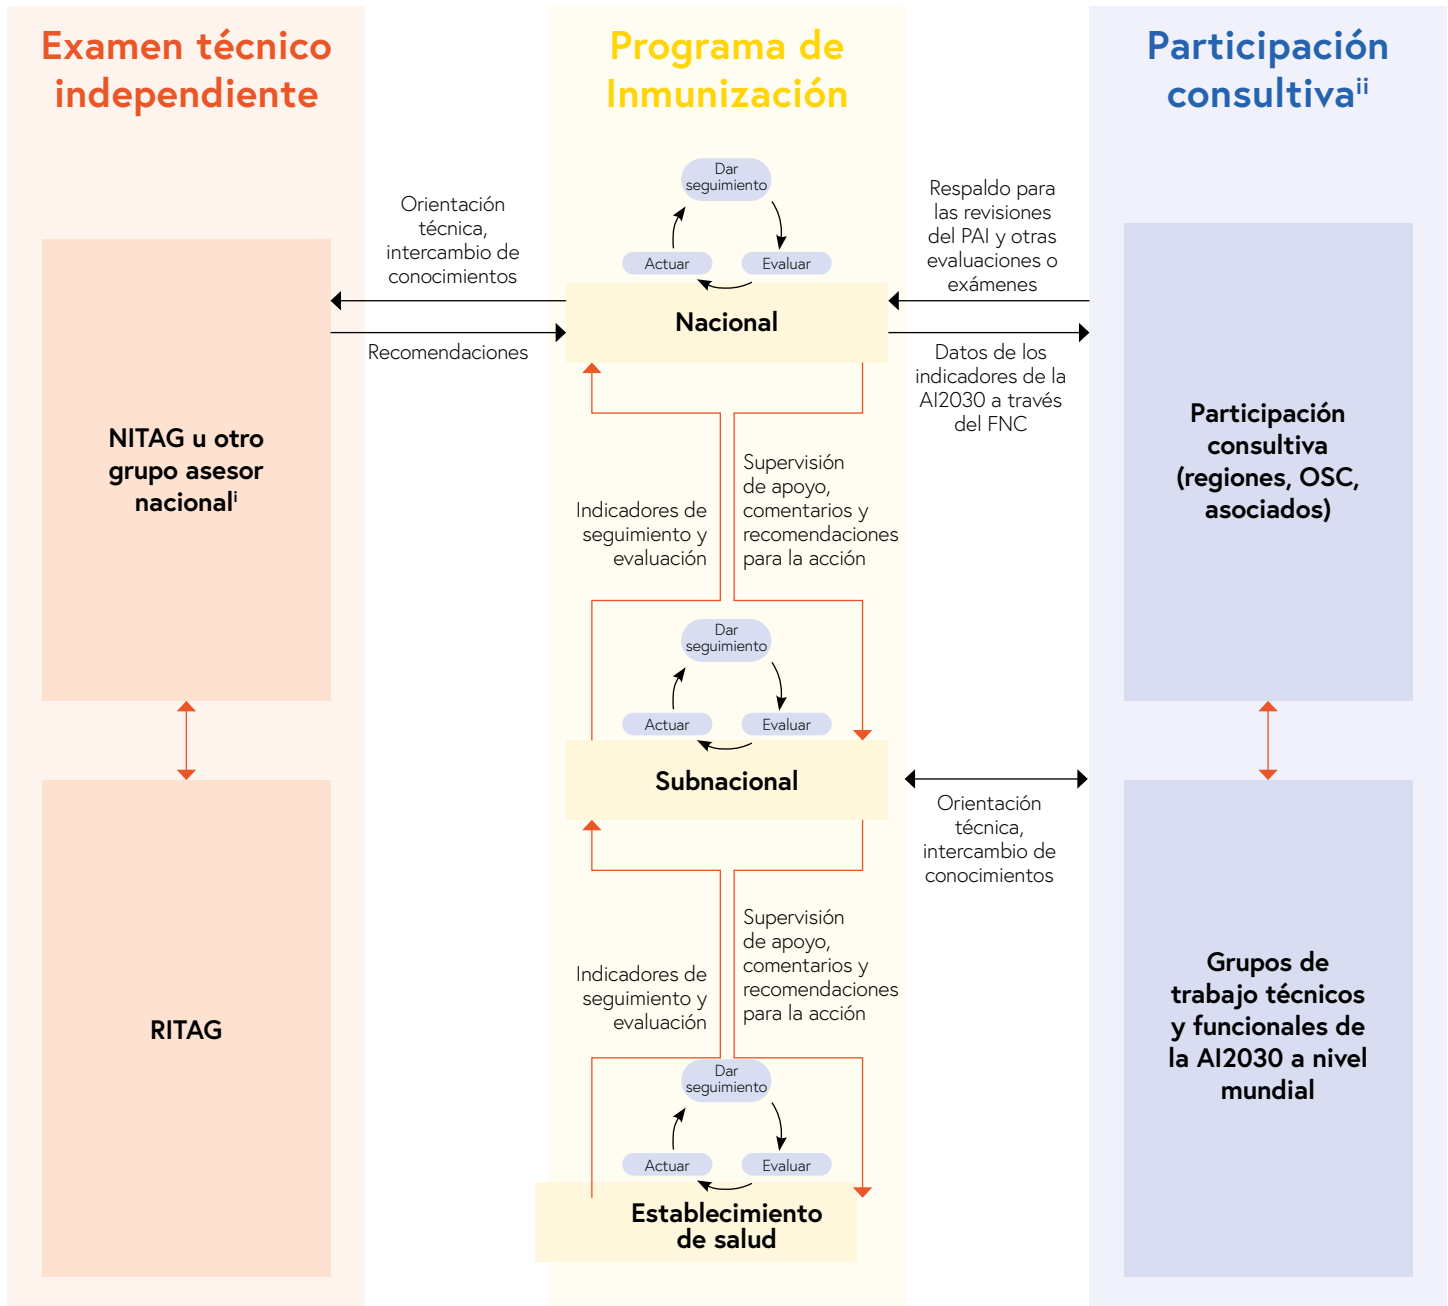 Examen técnico
independiente
Programa de
Inmunización
Participación
consultivaii
Orientación
técnica,
intercambio de
conocimientos
Recomendaciones
NITAG u otro
grupo asesor
nacionali
RITAG
Dar
seguimiento
Actuar
Evaluar
Nacional
Indicadores de
seguimiento y
evaluación
Supervisión
de apoyo,
comentarios y
recomendaciones
para la acción
Dar
seguimiento
Actuar
Evaluar
Subnacional
Indicadores de
seguimiento y
evaluación
Supervisión
de apoyo,
comentarios y
recomendaciones
para la acción
Dar
seguimiento
Actuar
Evaluar
Establecimiento
de salud
Respaldo para
las revisiones
del PAI y otras
evaluaciones o
exámenes
Datos de los
indicadores de la
AI2030 a través
del FNC
Orientación
técnica,
intercambio de
conocimientos
Participación
consultiva
(regiones, OSC,
asociados)
Grupos de
trabajo técnicos
y funcionales de
la AI2030 a nivel
mundial